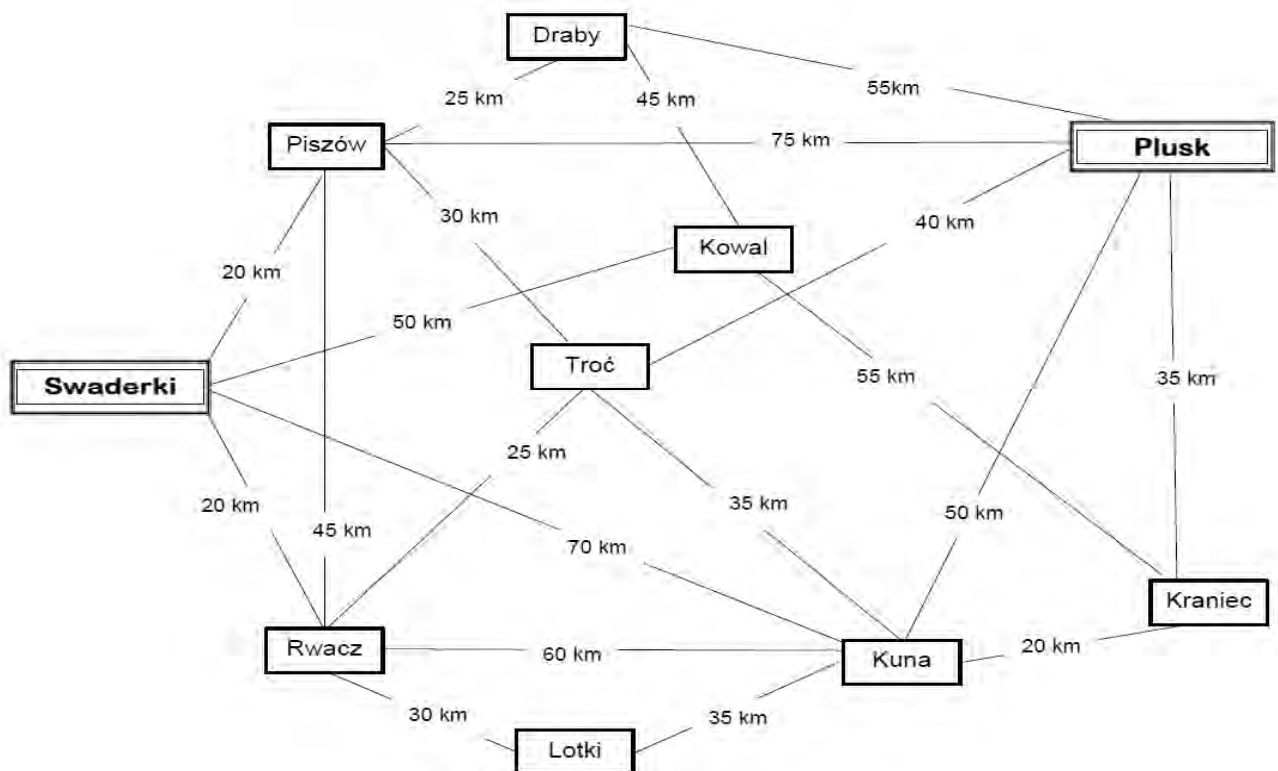 Draby
55km
25 km
45 km
Piszów
75 km
Plusk
30 km
40 km
Kowal
20 km
50 km
Troć
Swaderki
55 km
35 km
25 km
20 km
45 km
35 km
50 km
70 km
Kraniec
Rwacz
60 km
Kuna
20 km
30 km
35 km
Lotki